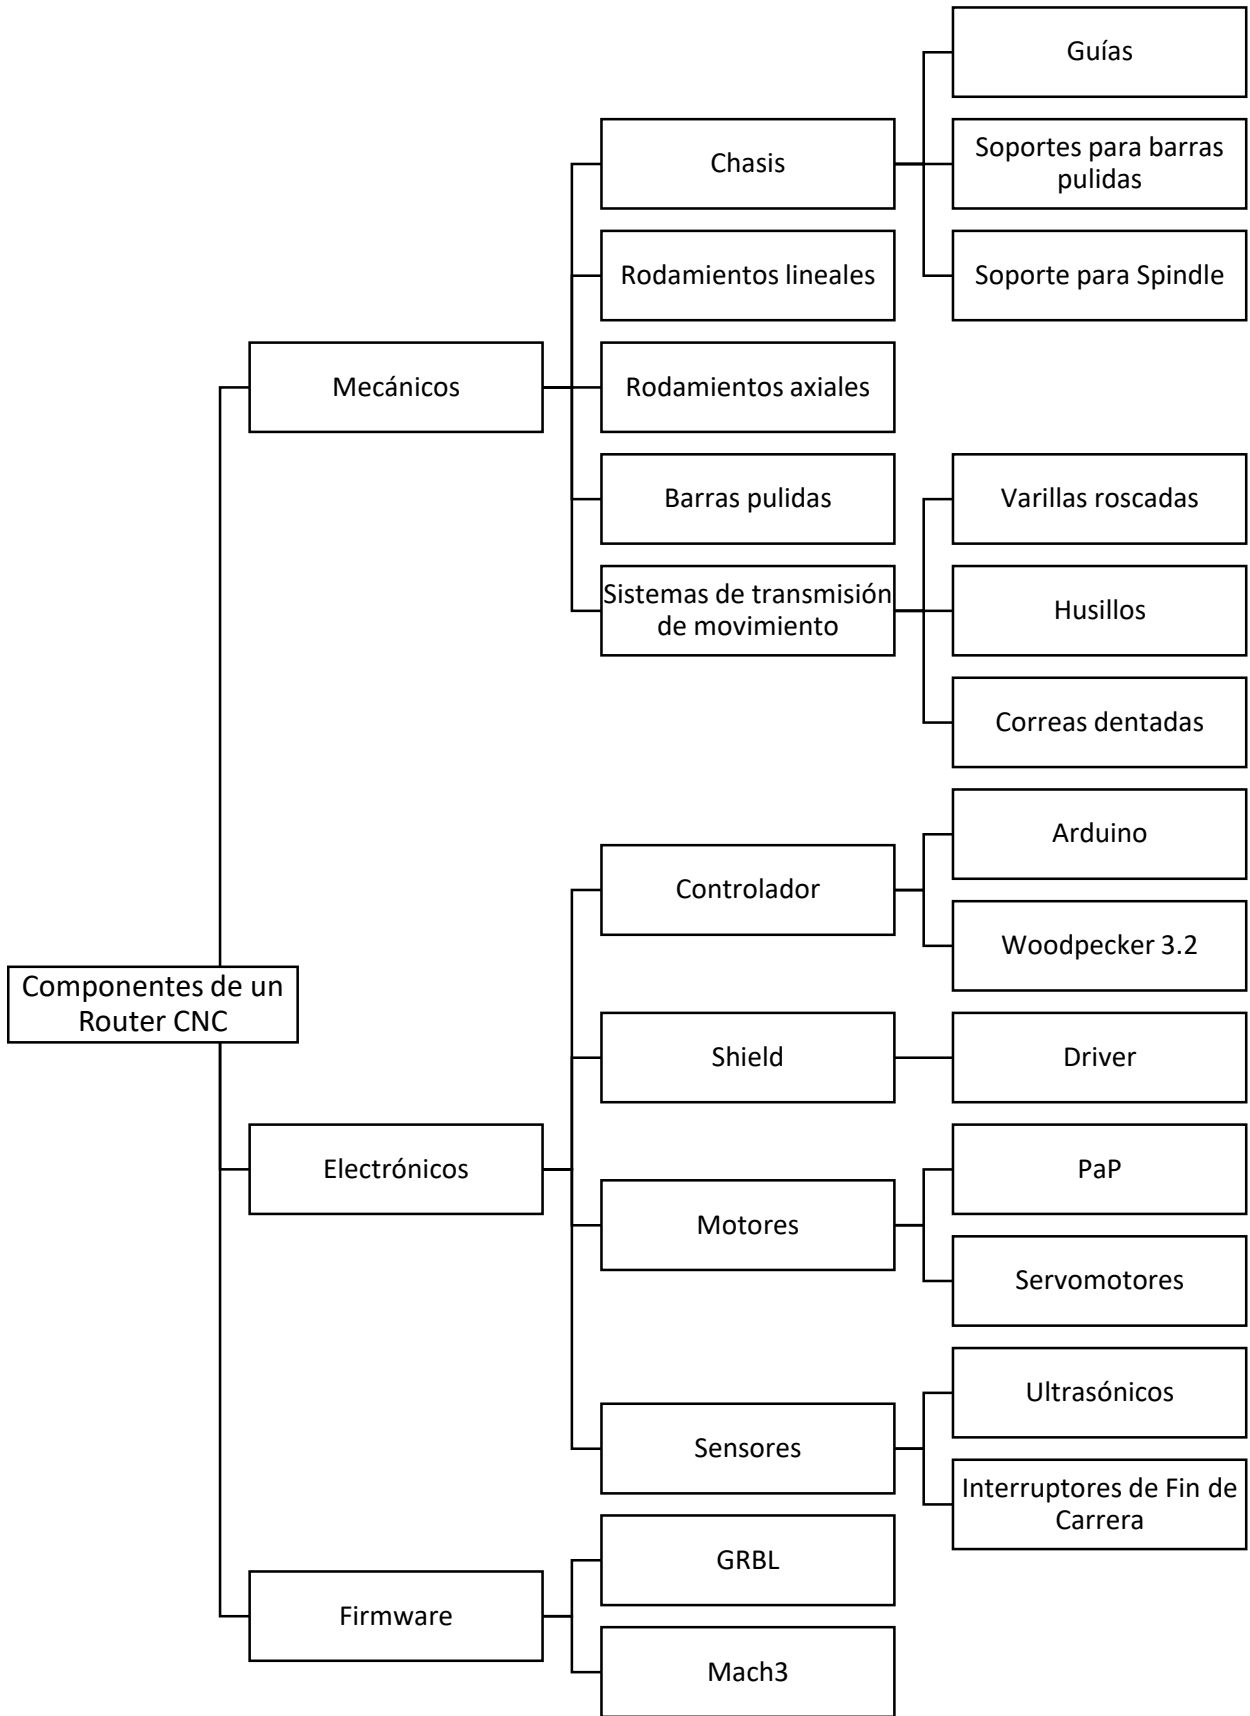 Guías
Chasis
Soportes para barras
pulidas
Rodamientos lineales
Soporte para Spindle
Mecánicos
Rodamientos axiales
Barras pulidas
Varillas roscadas
Sistemas de transmisión
de movimiento
Husillos
Correas dentadas
Arduino
Controlador
Woodpecker 3.2
Componentes de un
Router CNC
Shield
Driver
Electrónicos
PaP
Motores
Servomotores
Ultrasónicos
Sensores
Interruptores de Fin de
Carrera
GRBL
Firmware
Mach3